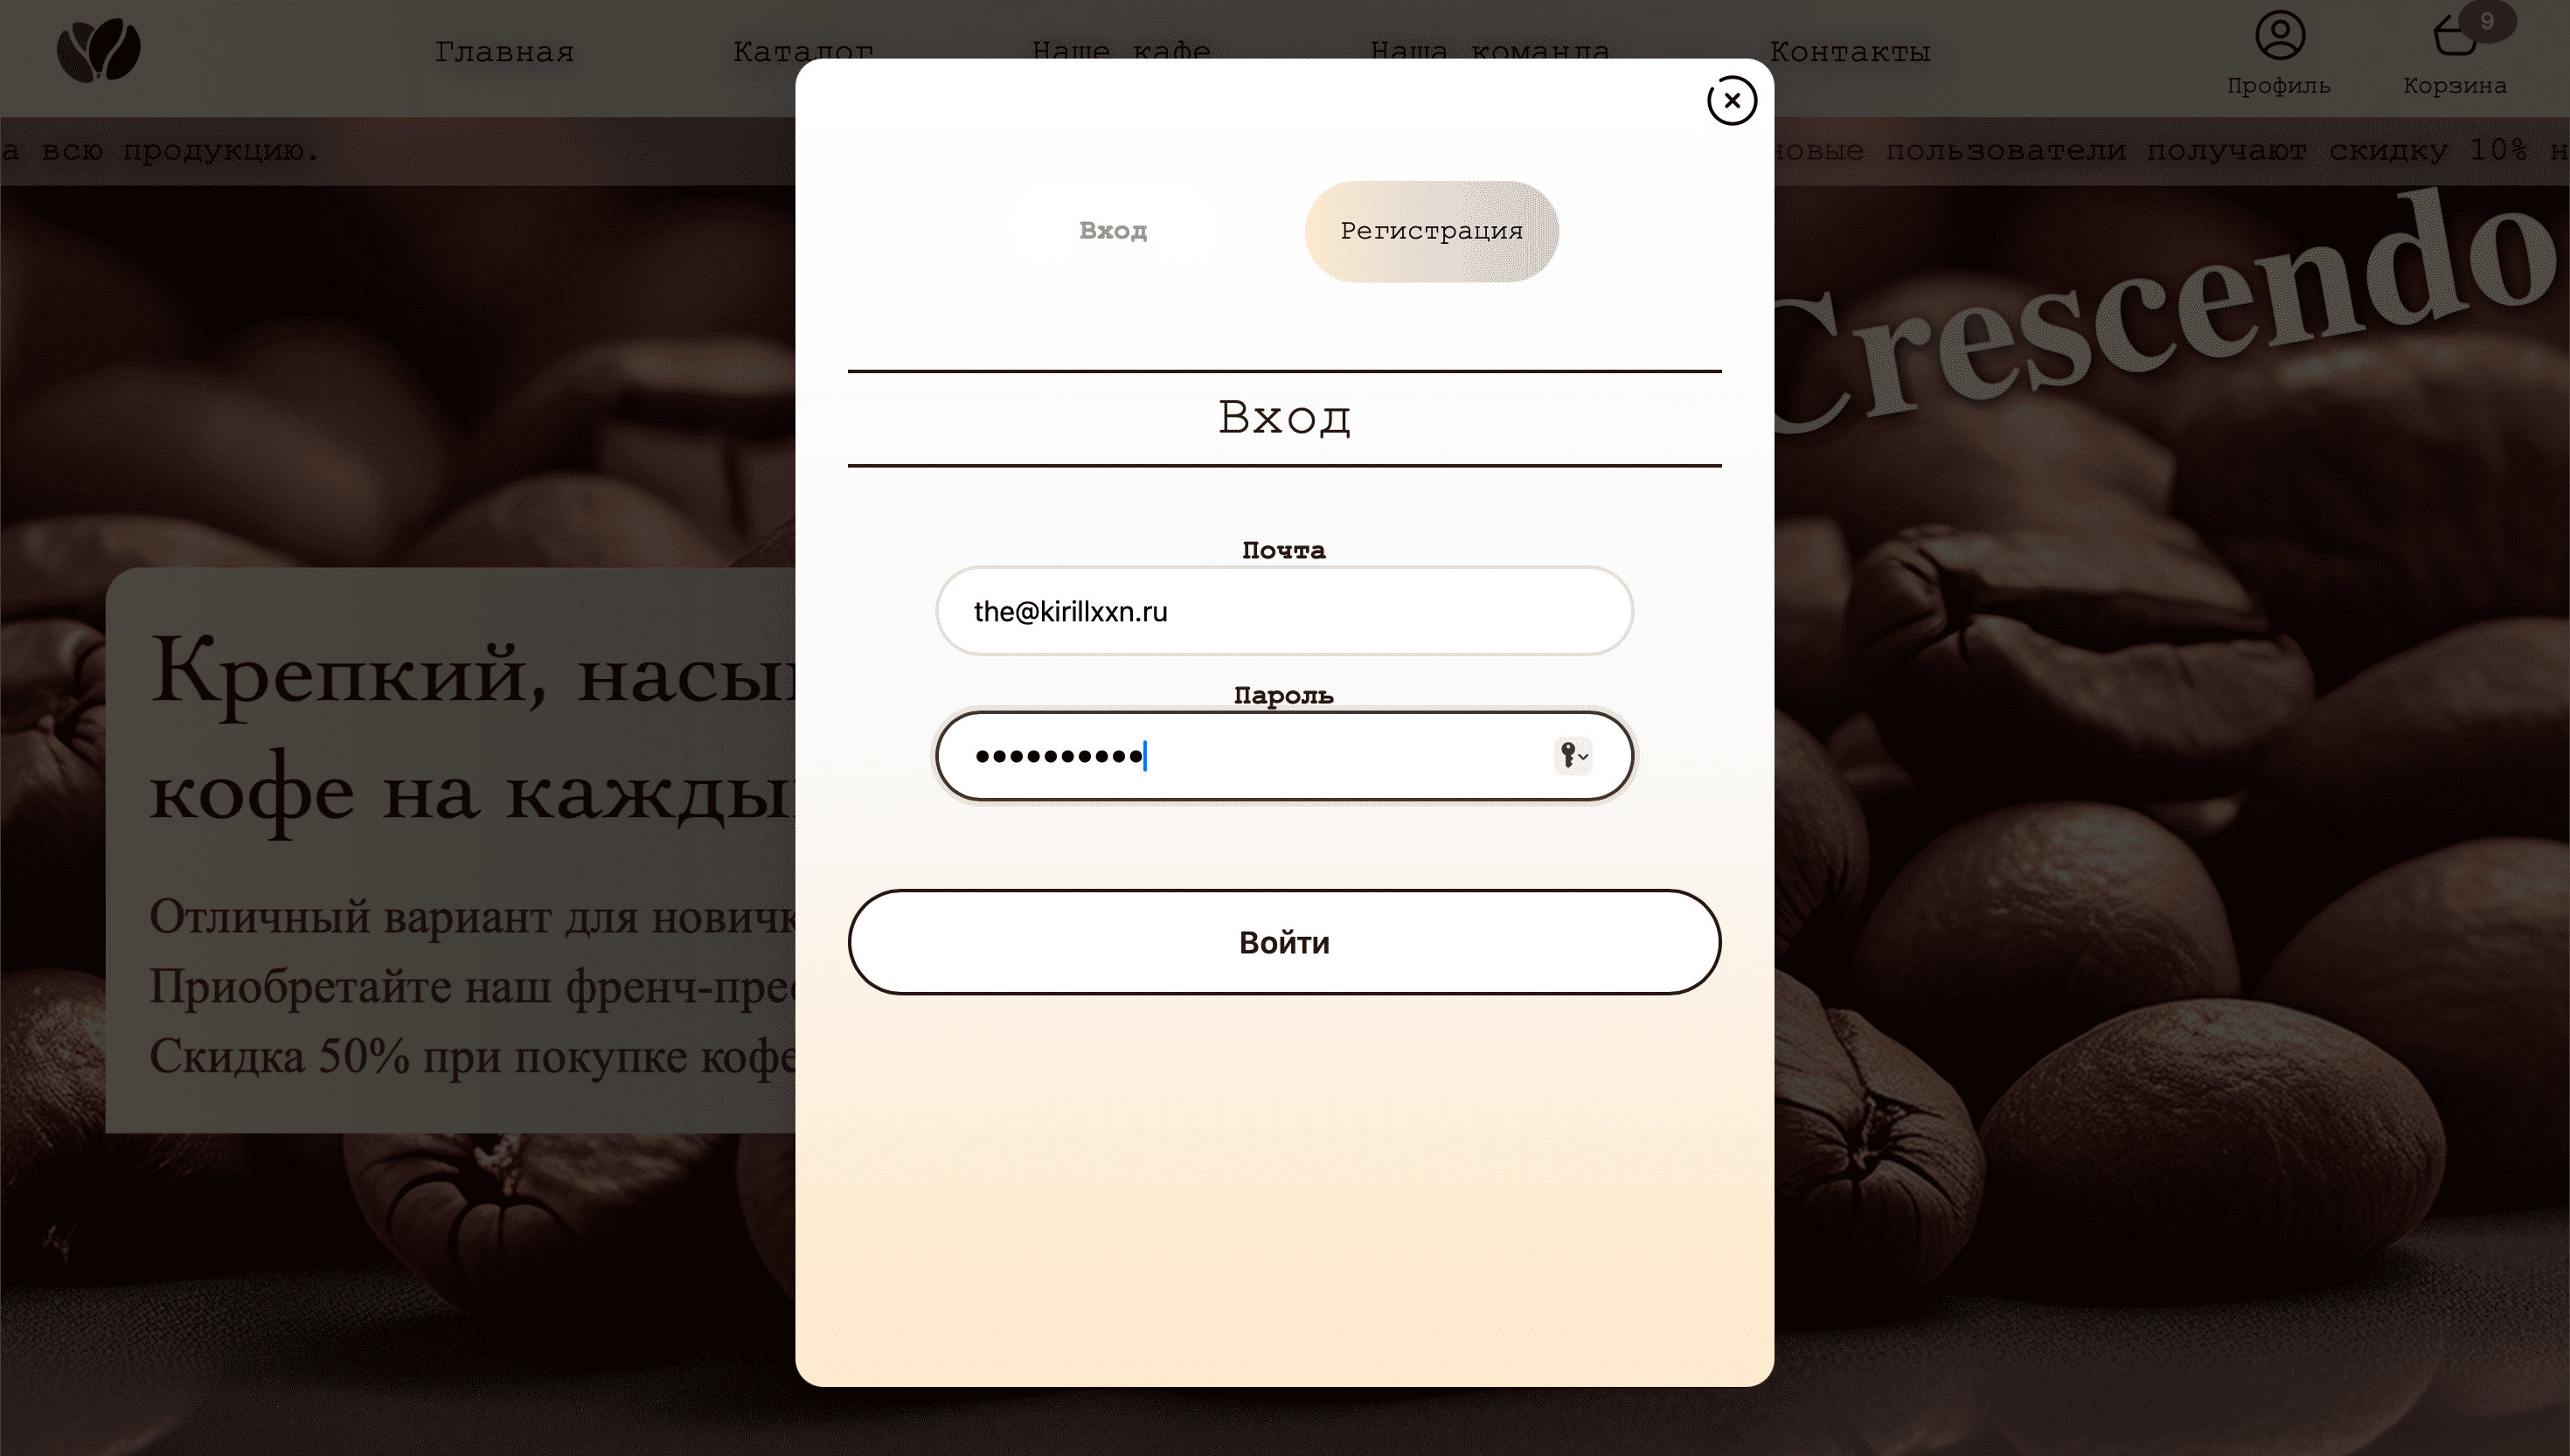 Главная
Каталог
Наше кафе
Наша команда
Контакты
Профиль
9
Корзина
а всю продукцию.
новые пользователи получают скидку 10% н
Crescendo
Вход
Регистрация
Вход
Почта
the@kirillxxn.ru
Пароль
Войти
Крепкий, насы
кофе на кажды
Отличный вариант для новичк
Приобретайте наш френч-прес
Скидка 50% при покупке кофе